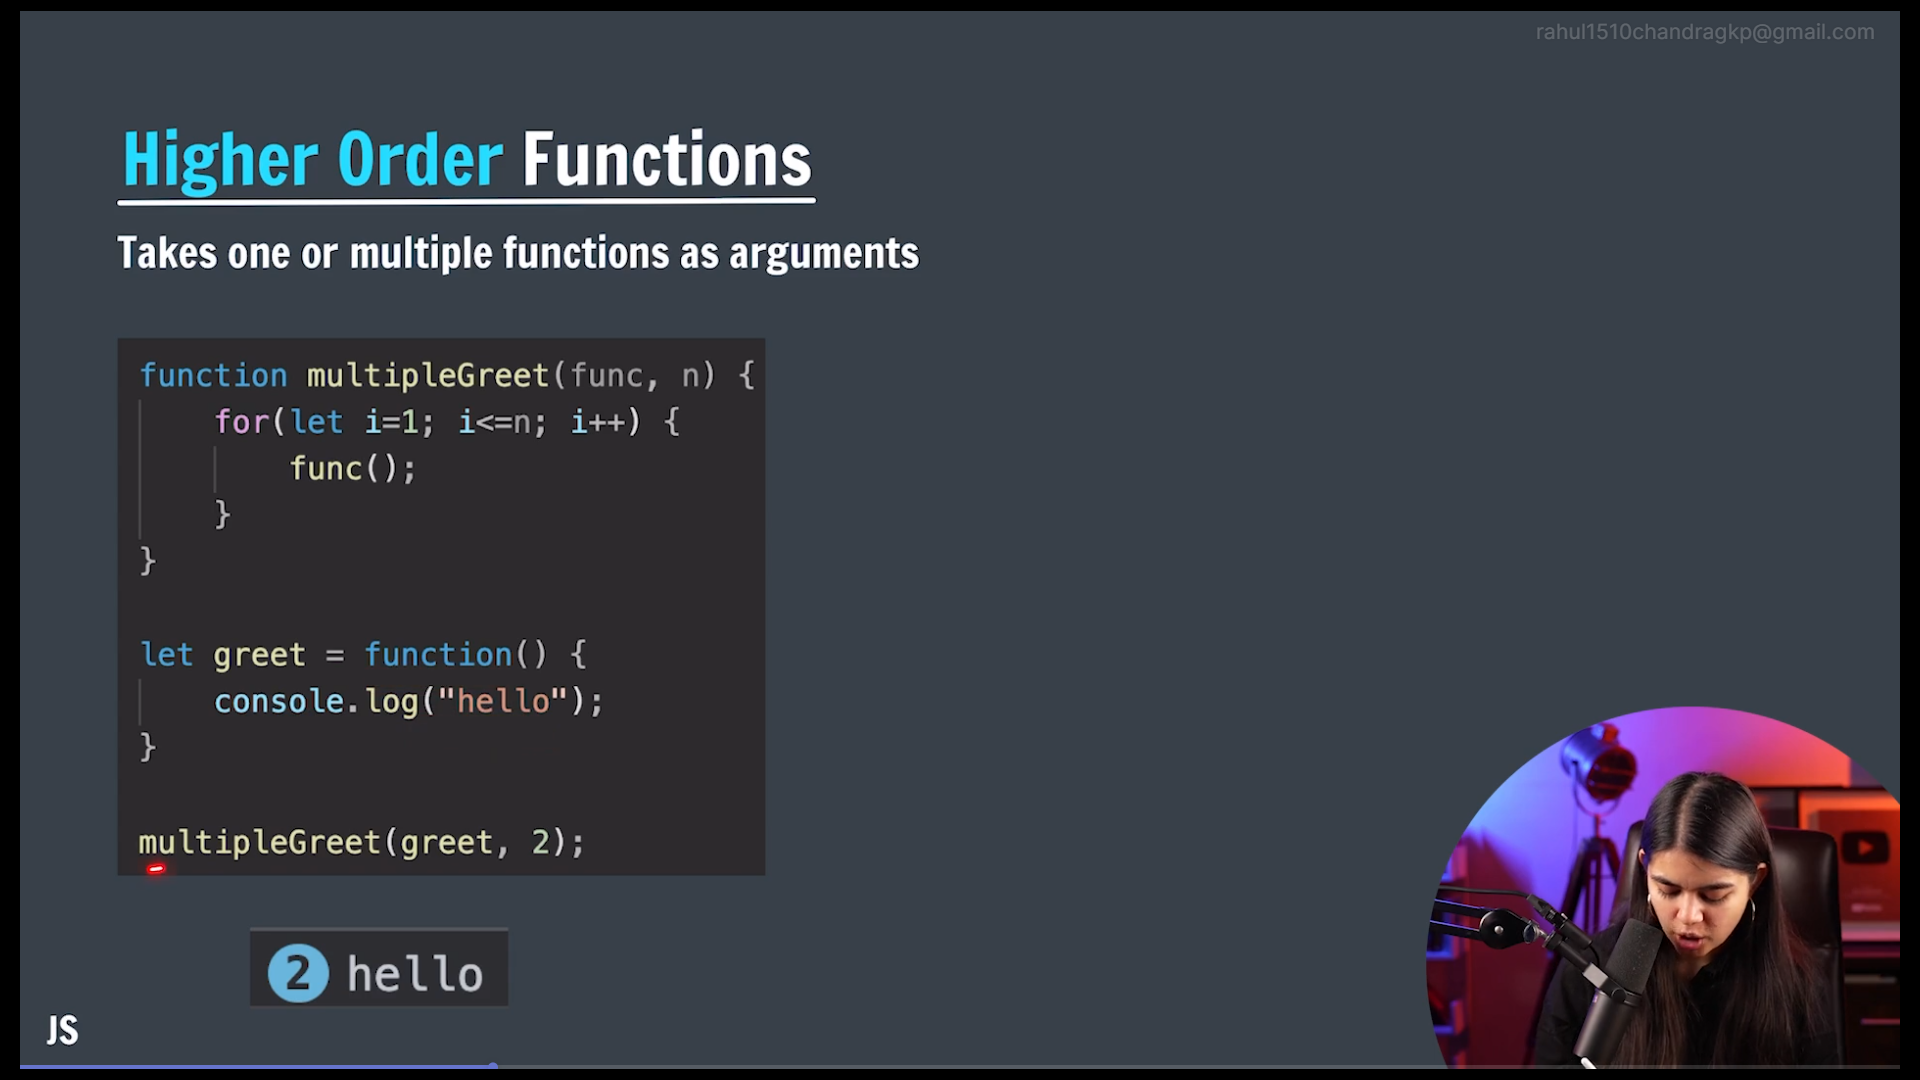 rahul1510chandragkp@gmail.com
Higher Order Functions
Takes one or multiple functions as arguments
function multipleGreet(func, n) {
    for(let i=1; i<=n; i++) {
        func();
    }
}
let greet = function() {
    console.log("hello");
}
multipleGreet(greet, 2);
2 hello
JS